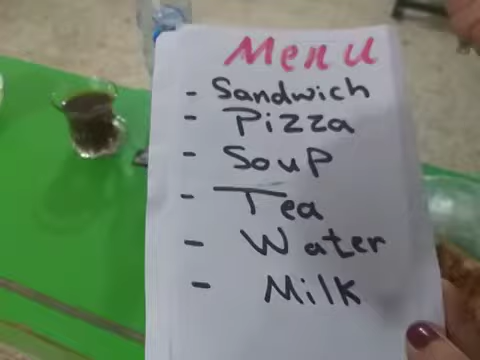 Menu
- Sandwich
- Pizza
- Soup
- Tea
- Water
- Milk